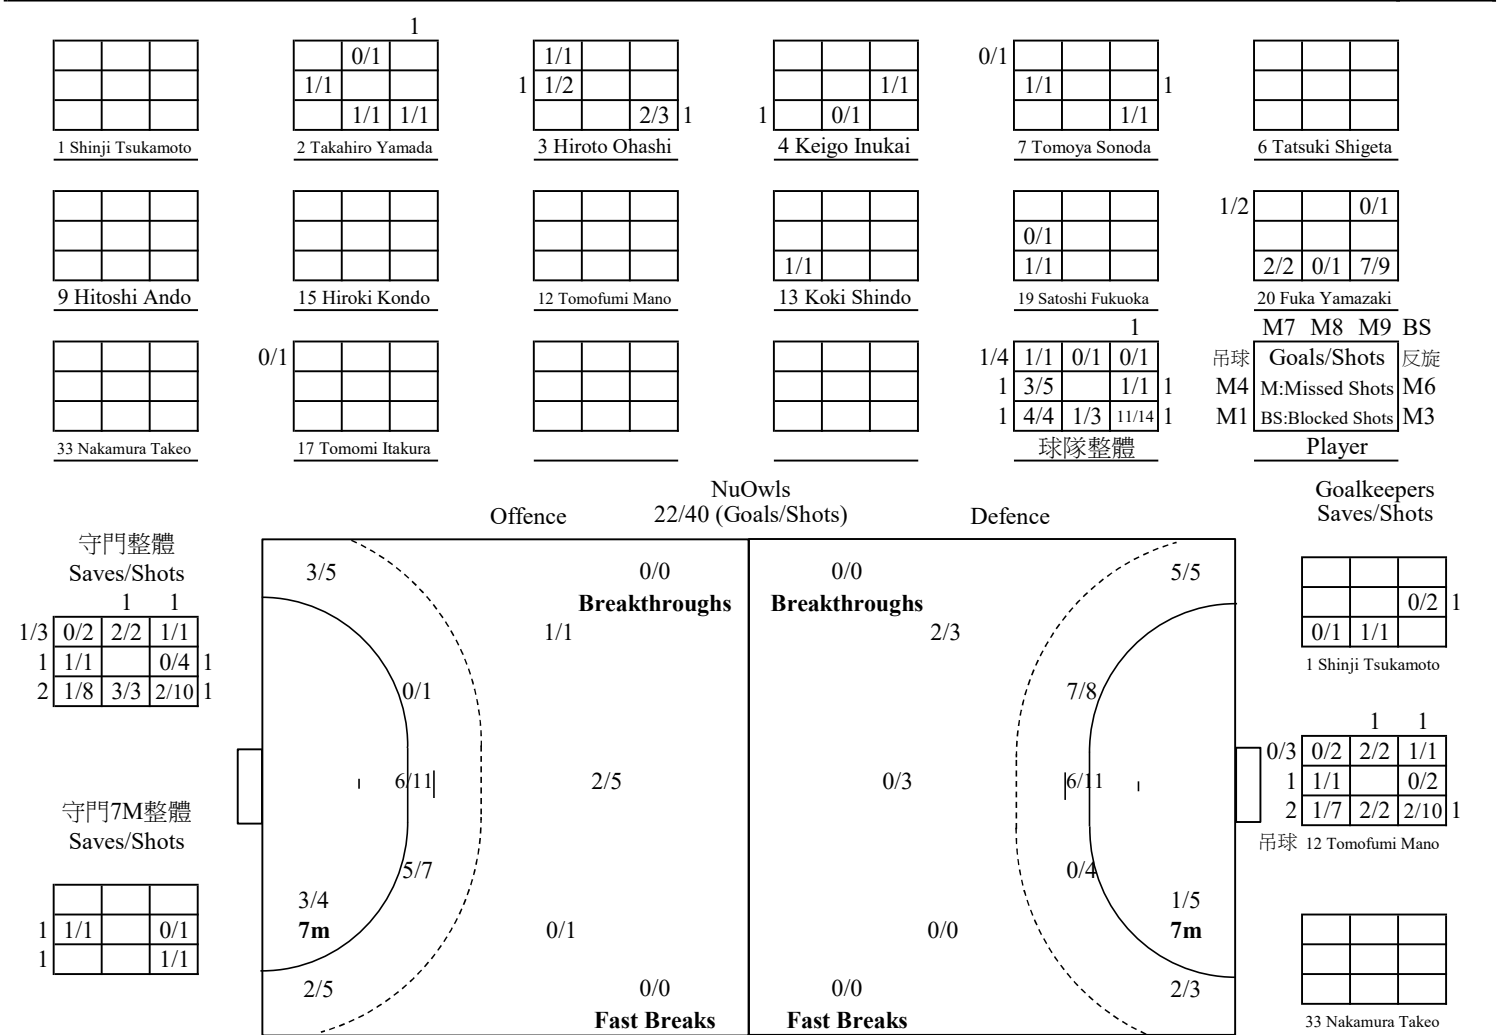 1
0/1 1/1 0/1
1/1 1 1/2 1/1 1/1 1
1/1 1/1 2/3 1 1 0/1 1/1
1 Shinji Tsukamoto 2 Takahiro Yamada 3 Hiroto Ohashi 4 Keigo Inukai 7 Tomoya Sonoda 6 Tatsuki Shigeta
1/2 0/1
0/1
1/1 1/1 2/2 0/1 7/9
9 Hitoshi Ando 15 Hiroki Kondo 12 Tomofumi Mano 13 Koki Shindo 19 Satoshi Fukuoka 20 Fuka Yamazaki
1 M7 M8 M9 BS
0/1 1/4 1/1 0/1 0/1 吊球 Goals/Shots 反旋
1 3/5 1/1 1 M4 M:Missed Shots M6
1 4/4 1/3 11/14 1 M1 BS:Blocked Shots M3
33 Nakamura Takeo 17 Tomomi Itakura 球隊整體 Player
NuOwls
Offence 22/40 (Goals/Shots) Defence
Goalkeepers
Saves/Shots
守門整體
Saves/Shots
1 1
1/3 0/2 2/2 1/1
1 1/1 0/4 1
2 1/8 3/3 2/10 1
守門7M整體
Saves/Shots
1 1/1 0/1
1 1/1
3/5 0/0
Breakthroughs
1/1
0/1
6/11 2/5
5/7
3/4
7m
0/1
2/5 0/0
Fast Breaks
0/0 5/5
Breakthroughs
2/3
7/8
0/3 6/11
0/4
1/5
7m
0/0
0/0 2/3
Fast Breaks
0/2 1
0/1 1/1
1 Shinji Tsukamoto
1 1
0/3 0/2 2/2 1/1
1 1/1 0/2
2 1/7 2/2 2/10 1
吊球 12 Tomofumi Mano
33 Nakamura Takeo